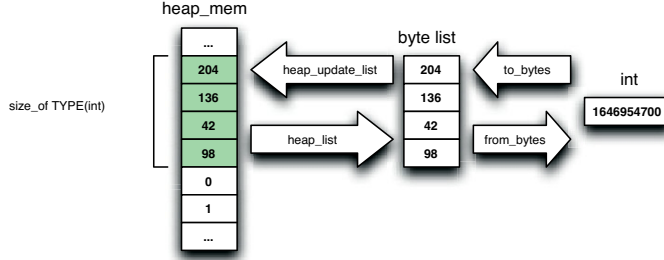 heap_mem
...
204
136
42
98
0
1
...
size_of TYPE(int)
heap_update_list
heap_list
byte list
204
136
42
98
to_bytes
from_bytes
int
1646954700